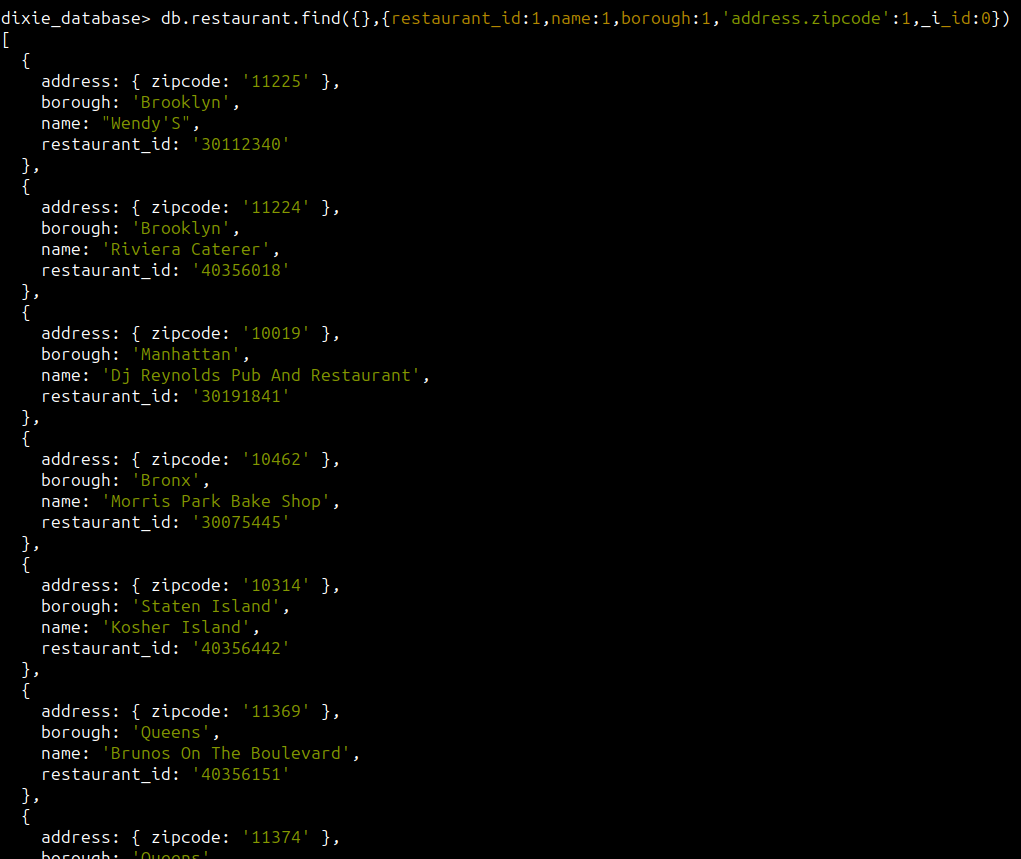 dixie_database> db.restaurant.find({},{restaurant_id:1,name:1,borough:1,'address.zipcode':1,_i_id:0})
[
  {
    address: { zipcode: '11225' },
    borough: 'Brooklyn',
    name: "Wendy'S",
    restaurant_id: '30112340'
  },
  {
    address: { zipcode: '11224' },
    borough: 'Brooklyn',
    name: 'Riviera Caterer',
    restaurant_id: '40356018'
  },
  {
    address: { zipcode: '10019' },
    borough: 'Manhattan',
    name: 'Dj Reynolds Pub And Restaurant',
    restaurant_id: '30191841'
  },
  {
    address: { zipcode: '10462' },
    borough: 'Bronx',
    name: 'Morris Park Bake Shop',
    restaurant_id: '30075445'
  },
  {
    address: { zipcode: '10314' },
    borough: 'Staten Island',
    name: 'Kosher Island',
    restaurant_id: '40356442'
  },
  {
    address: { zipcode: '11369' },
    borough: 'Queens',
    name: 'Brunos On The Boulevard',
    restaurant_id: '40356151'
  },
  {
    address: { zipcode: '11374' },
    borough: 'Queens',